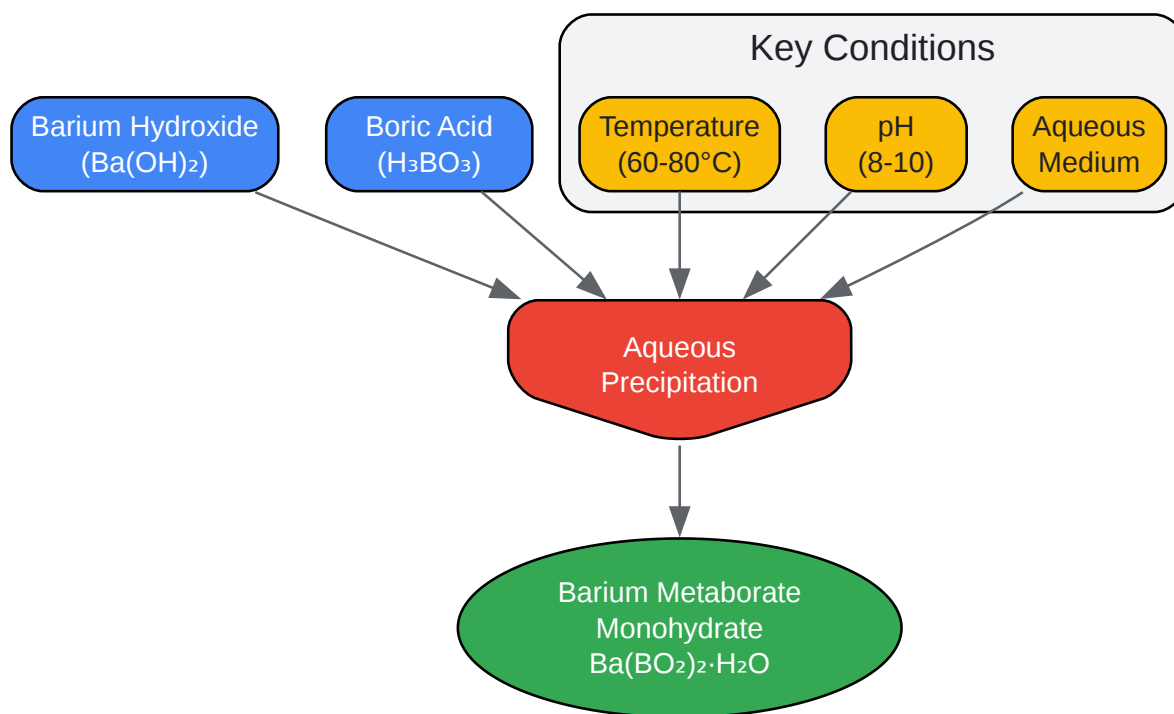 Key Conditions
Barium Hydroxide
(Ba(OH)₂)
Boric Acid
(H₃BO₃)
Temperature
(60-80°C)
pH
(8-10)
Aqueous
Medium
Aqueous
Precipitation
Barium Metaborate
Monohydrate
Ba(BO₂)₂·H₂O